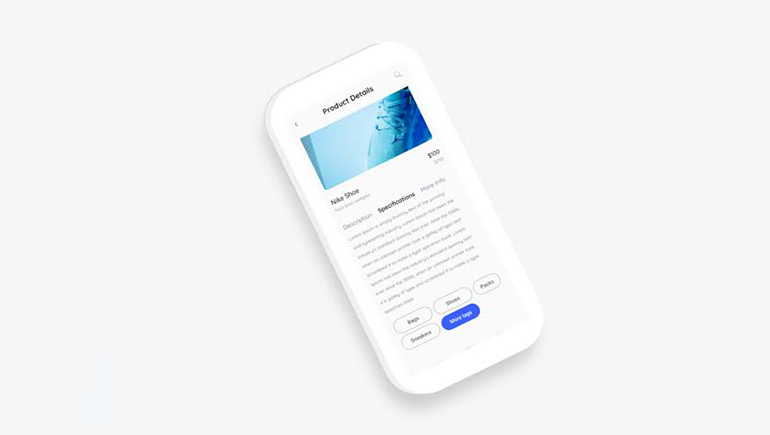 Product Details
Nike Shoe
$100
Description Specifications More Info
Lorem Ipsum is simply dummy text of the printing
and typesetting industry. Lorem Ipsum has been the
industry's standard dummy text ever since the 1500s,
when an unknown printer took a galley of type and
scrambled it to make a type specimen book. Lorem
Ipsum has been the industry's standard dummy text
ever since the 1500s, when an unknown printer took
a galley of type and scrambled it to make a type
specimen book.
Bags Shoes Packs
Sneakers More tags